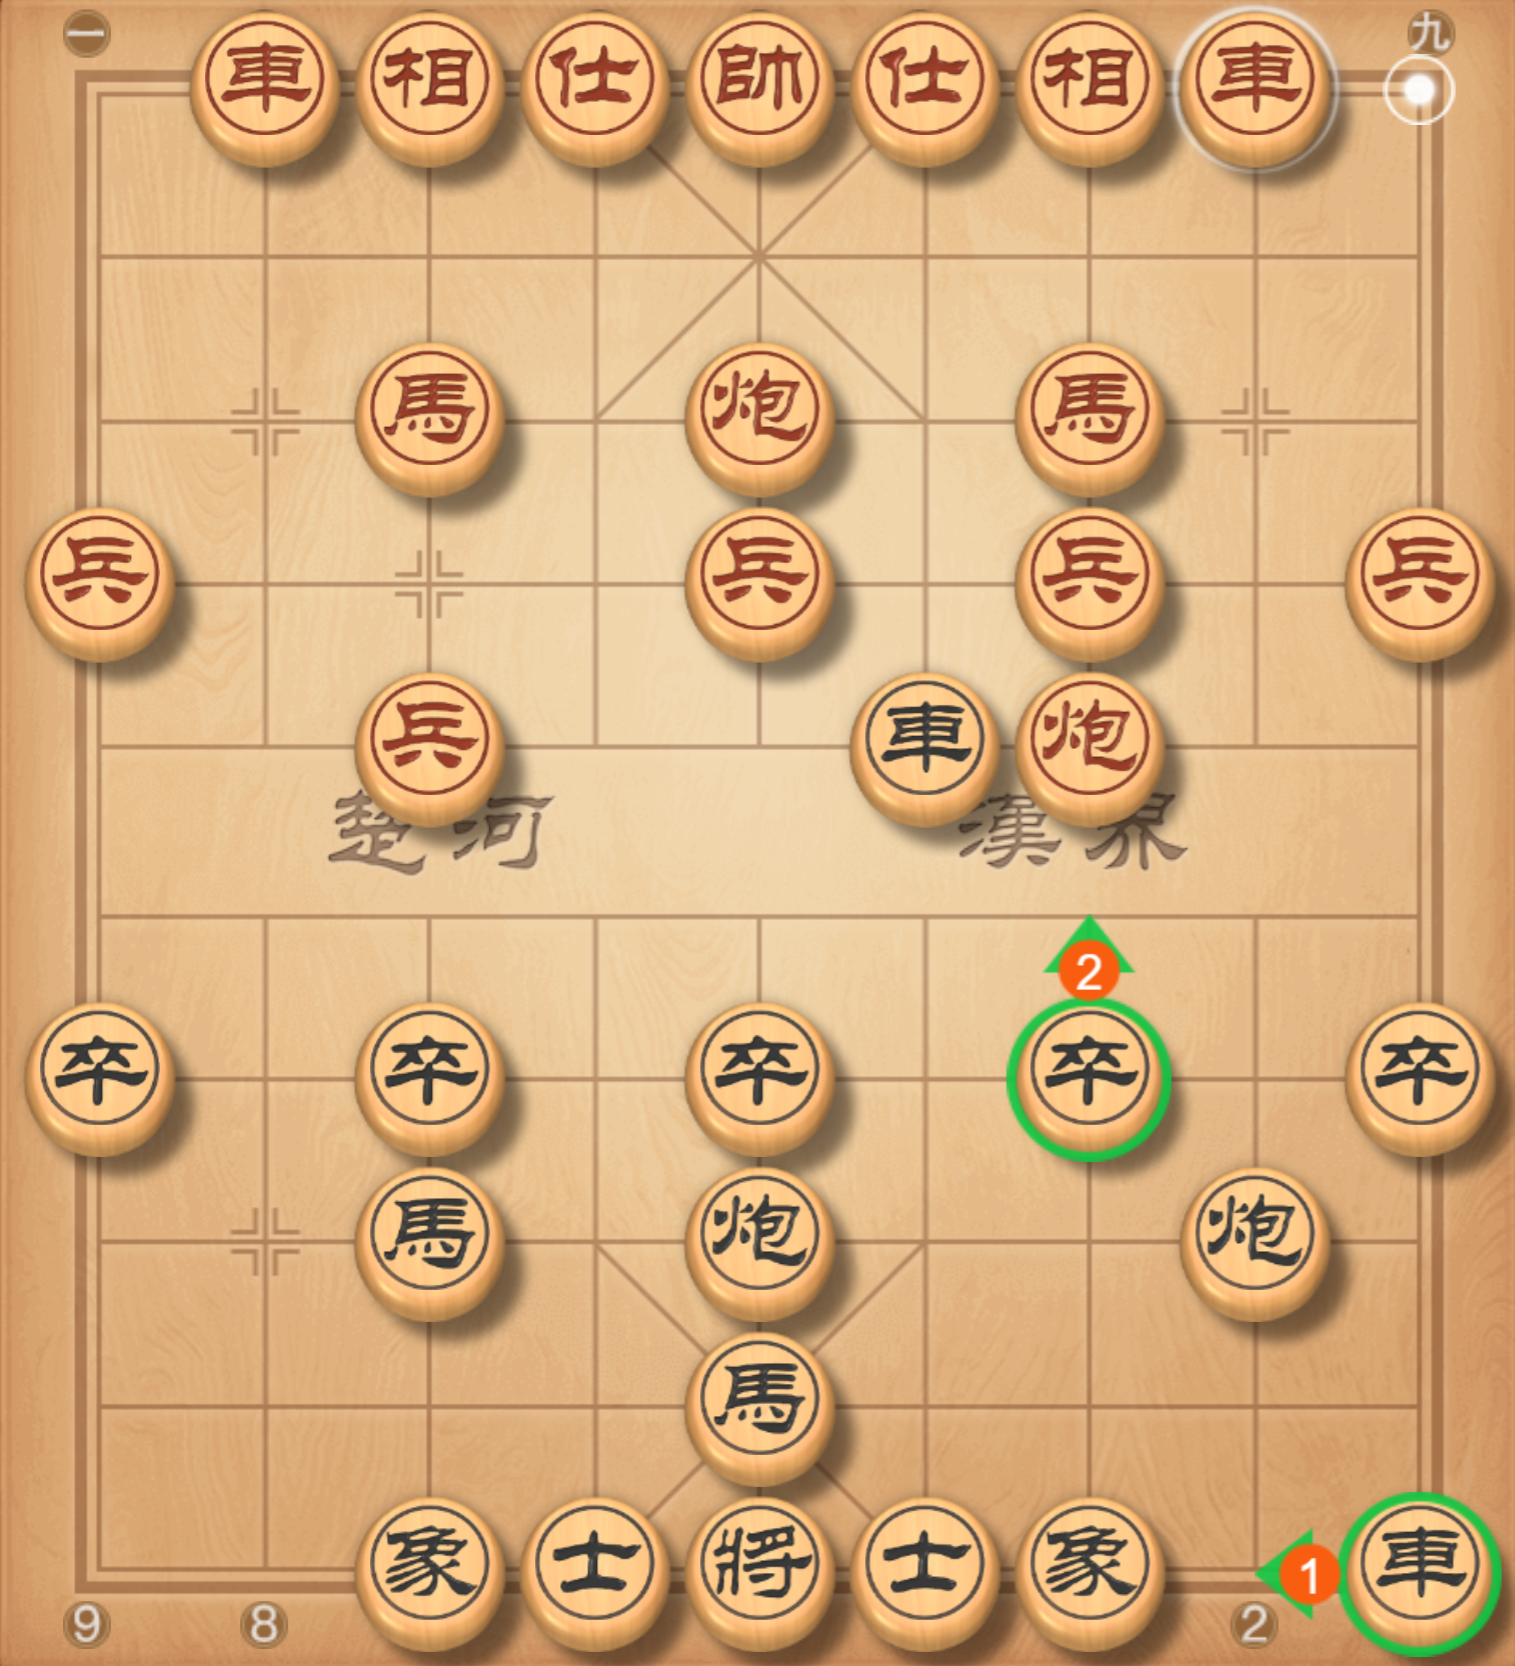 一 九
車 相 仕 帥 仕 相 車
馬 炮 馬
兵 兵 兵 兵
兵 車 炮
楚河 漢界
2
卒 卒 卒 卒 卒
馬 炮 炮
馬
象 士 將 士 象 1 車
9 8 2